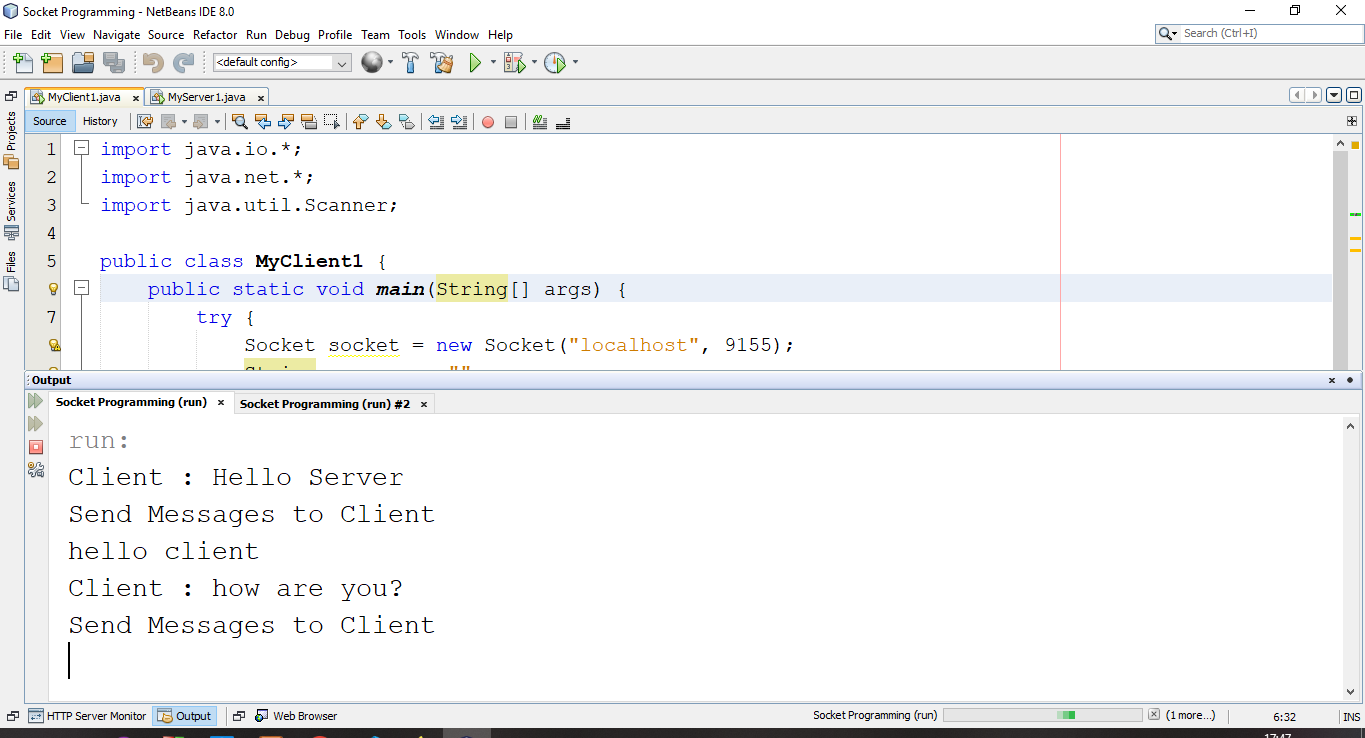 Socket Programming - NetBeans IDE 8.0
File Edit View Navigate Source Refactor Run Debug Profile Team Tools Window Help
Search (Ctrl+I)
<default config>
MyClient1.java
MyServer1.java
Source History
Projects
Services
Files
1 import java.io.*;
2 import java.net.*;
3 import java.util.Scanner;
4
5 public class MyClient1 {
public static void main(String[] args) {
7 try {
Socket socket = new Socket("localhost", 9155);
Output
Socket Programming (run)
Socket Programming (run) #2
run:
Client : Hello Server
Send Messages to Client
hello client
Client : how are you?
Send Messages to Client
HTTP Server Monitor Output Web Browser Socket Programming (run) (1 more...) 6:32 INS